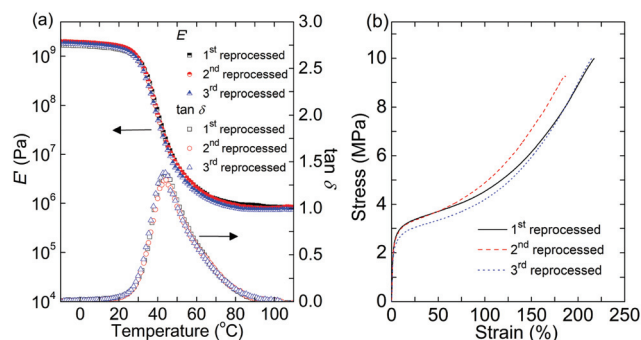 (a)
E'
1st reprocessed
2nd reprocessed
3rd reprocessed
tan δ
1st reprocessed
2nd reprocessed
3rd reprocessed
E' (Pa)
10⁹
10⁸
10⁷
10⁶
10⁵
10⁴
0 20 40 60 80 100
Temperature (°C)
3.0
2.5
2.0
1.5
1.0
0.5
0.0
tan δ
(b)
Stress (MPa)
12
10
8
6
4
2
0
1st reprocessed
2nd reprocessed
3rd reprocessed
0 50 100 150 200 250
Strain (%)